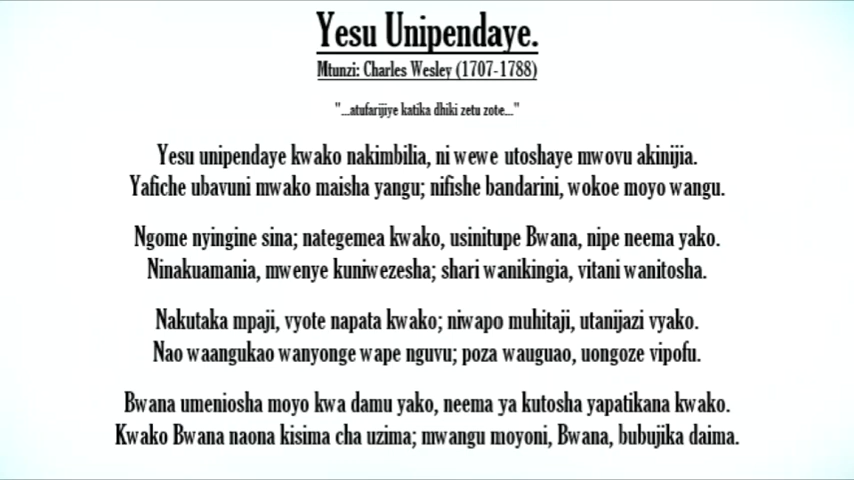 Yesu Unipendaye.
Mtunzi: Charles Wesley (1707-1788)
"...atufarijiye katika dhiki zetu zote..."
Yesu unipendaye kwako nakimbilia, ni wewe utoshaye mwovu akinijia.
Yafiche ubavuni mwako maisha yangu; nifishe bandarini, wokoe moyo wangu.
Ngome nyingine sina; nategemea kwako, usinitupe Bwana, nipe neema yako.
Ninakuamania, mwenye kuniwezesha; shari wanikingia, vitani wanitosha.
Nakutaka mpaji, vyote napata kwako; niwapo muhitaji, utanijazi vyako.
Nao waangukao wanyonge wape nguvu; poza wauguao, uongoze vipofu.
Bwana umeniosha moyo kwa damu yako, neema ya kutosha yapatikana kwako.
Kwako Bwana naona kisima cha uzima; mwangu moyoni, Bwana, bubujika daima.